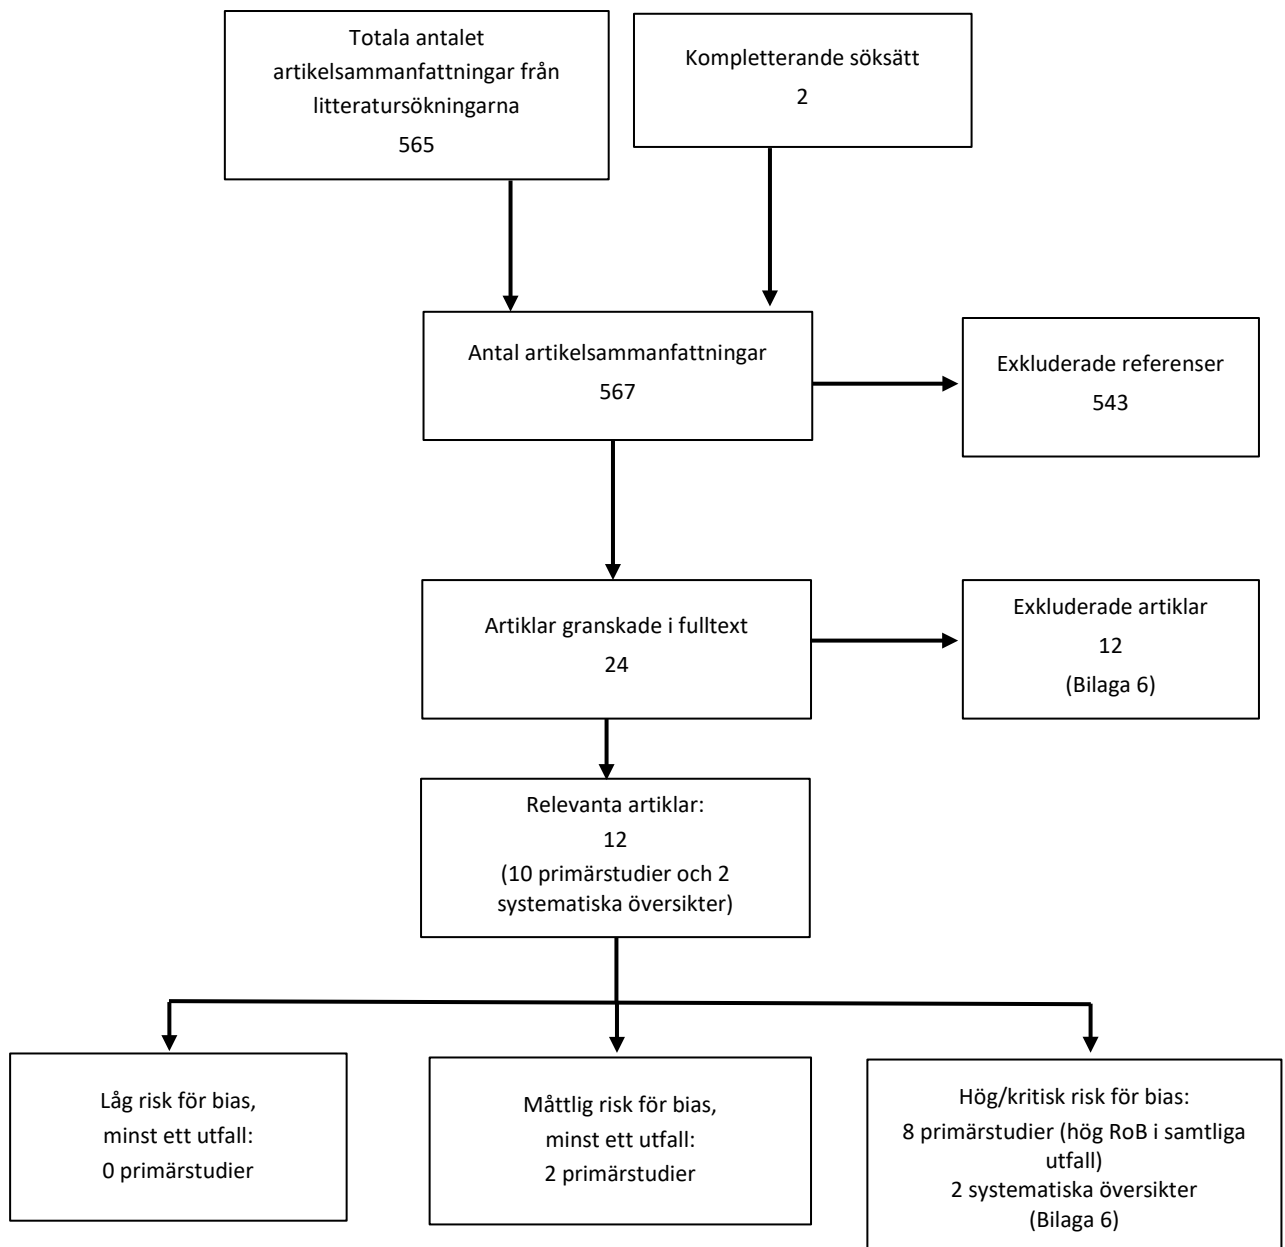 Totala antalet
artikelsammanfattningar från
litteratursökningarna
565
Kompletterande söksätt
2
Antal artikelsammanfattningar
567
Exkluderade referenser
543
Artiklar granskade i fulltext
24
Exkluderade artiklar
12
(Bilaga 6)
Relevanta artiklar:
12
(10 primärstudier och 2
systematiska översikter)
Låg risk för bias,
minst ett utfall:
0 primärstudier
Måttlig risk för bias,
minst ett utfall:
2 primärstudier
Hög/kritisk risk för bias:
8 primärstudier (hög RoB i samtliga
utfall)
2 systematiska översikter
(Bilaga 6)